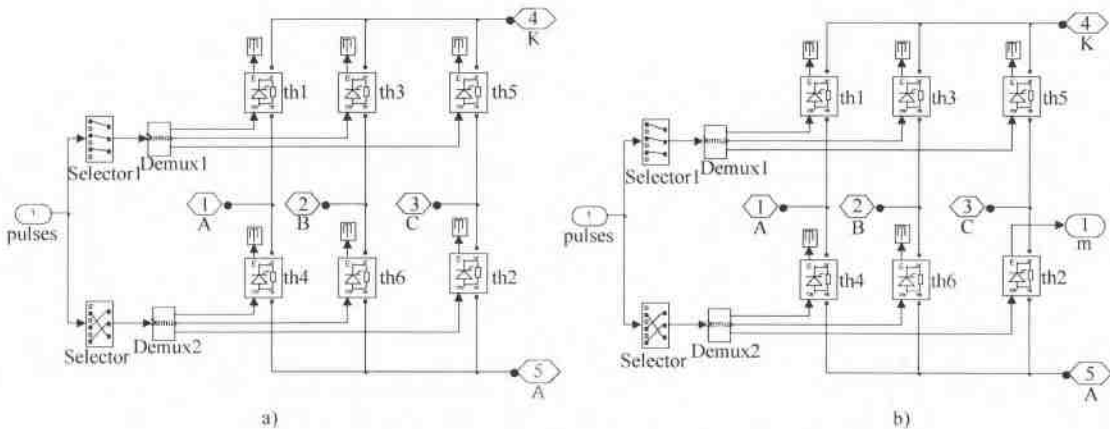 4
K
th1
th3
th5
Selector1
Demux1
1
A
2
B
3
C
pulses
th4
th6
th2
Selector
Demux2
5
A
a)
4
K
th1
th3
th5
Selector1
Demux1
1
A
2
B
3
C
pulses
1
m
th4
th6
th2
Selector
Demux2
5
A
b)